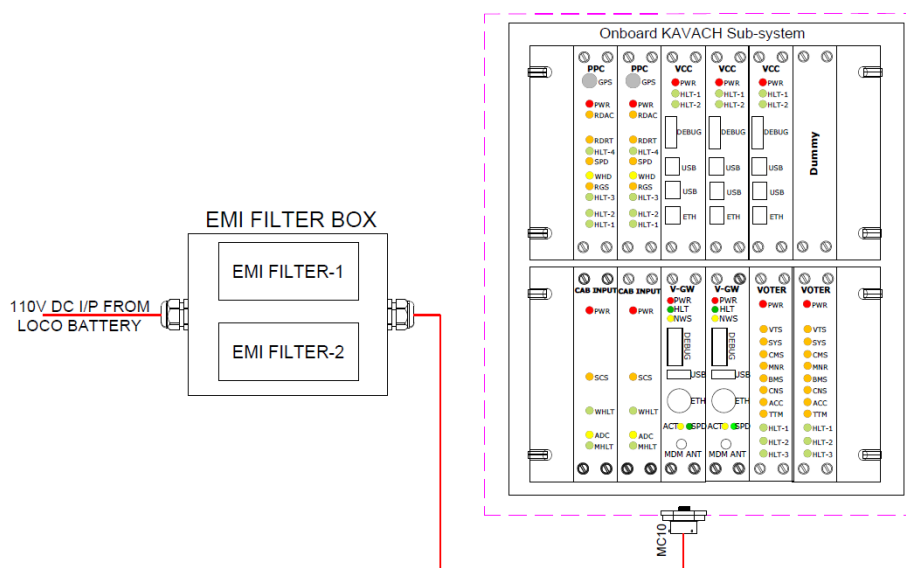 Onboard KAVACH Sub-system
PPC
GPS
PWR
RDAC
RDRT
HLT-4
SPD
WHD
RGS
HLT-3
HLT-2
HLT-1
PPC
GPS
PWR
RDAC
RDRT
HLT-4
SPD
WHD
RGS
HLT-3
HLT-2
HLT-1
VCC
PWR
HLT-1
HLT-2
DEBUG
USB
USB
ETH
VCC
PWR
HLT-1
HLT-2
DEBUG
USB
USB
ETH
VCC
PWR
HLT-1
HLT-2
DEBUG
USB
USB
ETH
Dummy
EMI FILTER BOX
EMI FILTER-1
EMI FILTER-2
110V DC I/P FROM
LOCO BATTERY
CAB INPUT
PWR
SCS
WHLT
ADC
MHLT
CAB INPUT
PWR
SCS
WHLT
ADC
MHLT
V-GW
PWR
HLT
NWS
DEBUG
USB
ETH
ACT SPD
MDM ANT
V-GW
PWR
HLT
NWS
DEBUG
USB
ETH
ACT SPD
MDM ANT
VOTER
PWR
VTS
SYS
CMS
MNR
BMS
CNS
ACC
TTM
HLT-1
HLT-2
HLT-3
VOTER
PWR
VTS
SYS
CMS
MNR
BMS
CNS
ACC
TTM
HLT-1
HLT-2
HLT-3
MC10